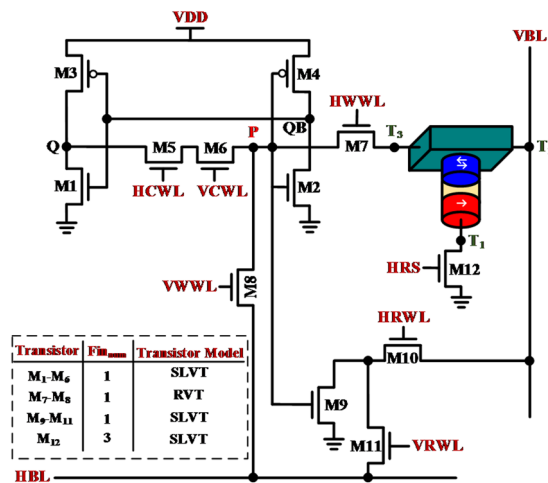 VDD
VBL
M3
M4
HWWL
Q
P
QB
T3
T
M5
M6
M7
M1
HCWL
VCWL
M2
T1
HRS
M12
VWWL
M8
HRWL
M10
Transistor Finnum Transistor Model
M1-M6 1 SLVT
M7-M8 1 RVT
M9-M11 1 SLVT
M12 3 SLVT
M9
M11
VRWL
HBL